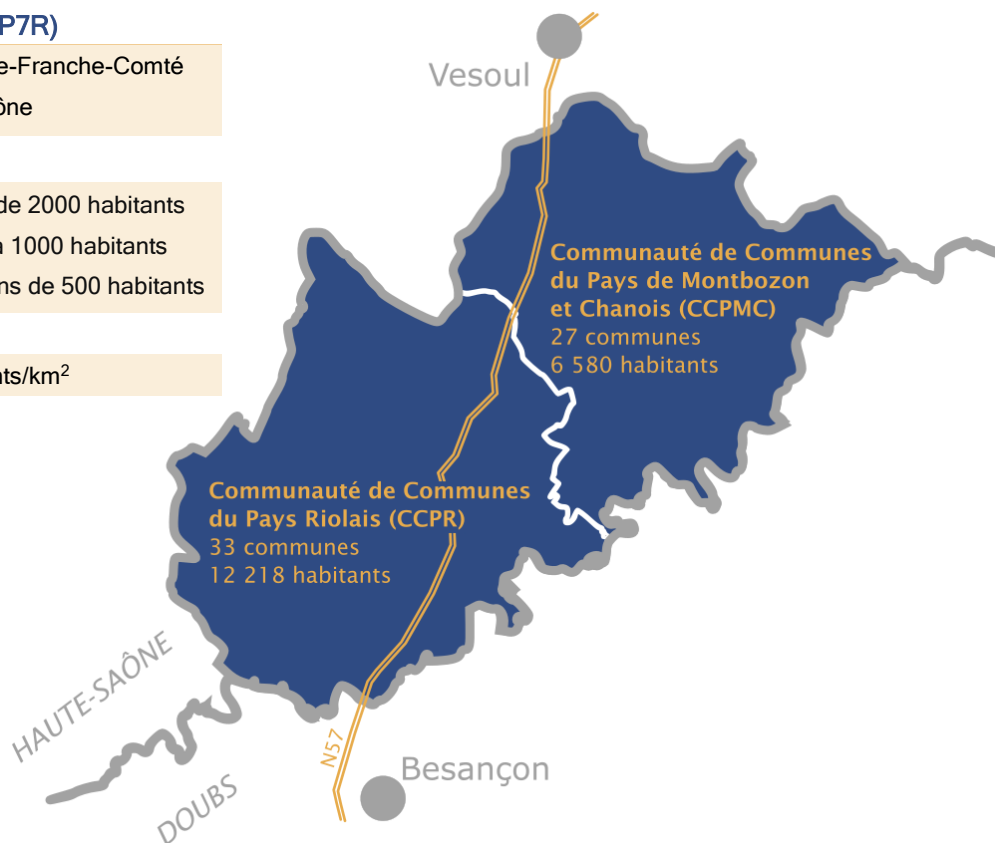 P7R)
e-Franche-Comté
ône
de 2000 habitants
à 1000 habitants
ns de 500 habitants
nts/km²
Vesoul
Communauté de Communes
du Pays de Montbozon
et Chanois (CCPMC)
27 communes
6 580 habitants
Communauté de Communes
du Pays Riolais (CCPR)
33 communes
12 218 habitants
HAUTE-SAÔNE
DOUBS
N57
Besançon